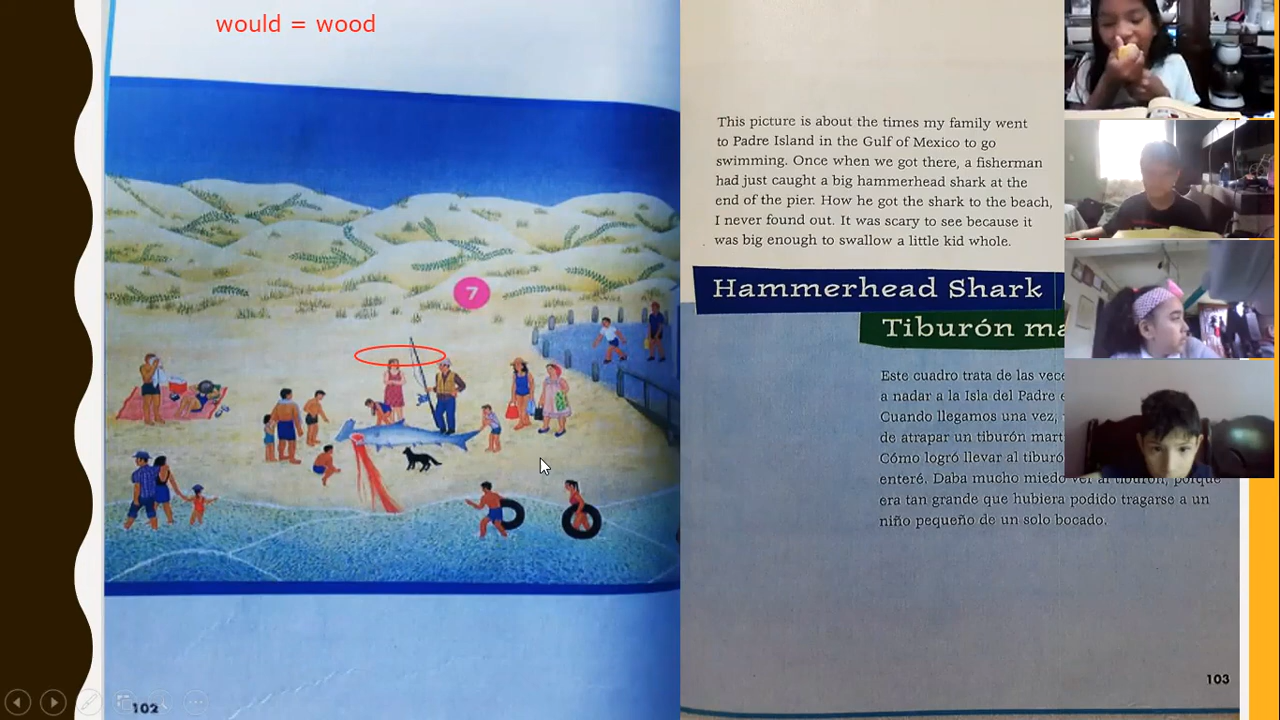 would = wood
7
102
This picture is about the times my family went
to Padre Island in the Gulf of Mexico to go
swimming. Once when we got there, a fisherman
had just caught a big hammerhead shark at the
end of the pier. How he got the shark to the beach,
I never found out. It was scary to see because it
was big enough to swallow a little kid whole.
Hammerhead Shark
Tiburón ma
Este cuadro trata de las vece
a nadar a la Isla del Padre e
Cuando llegamos una vez,
de atrapar un tiburón mart
Cómo logró llevar al tiburó
enteré. Daba mucho miedo ver al tiburón, porque
era tan grande que hubiera podido tragarse a un
niño pequeño de un solo bocado.
103